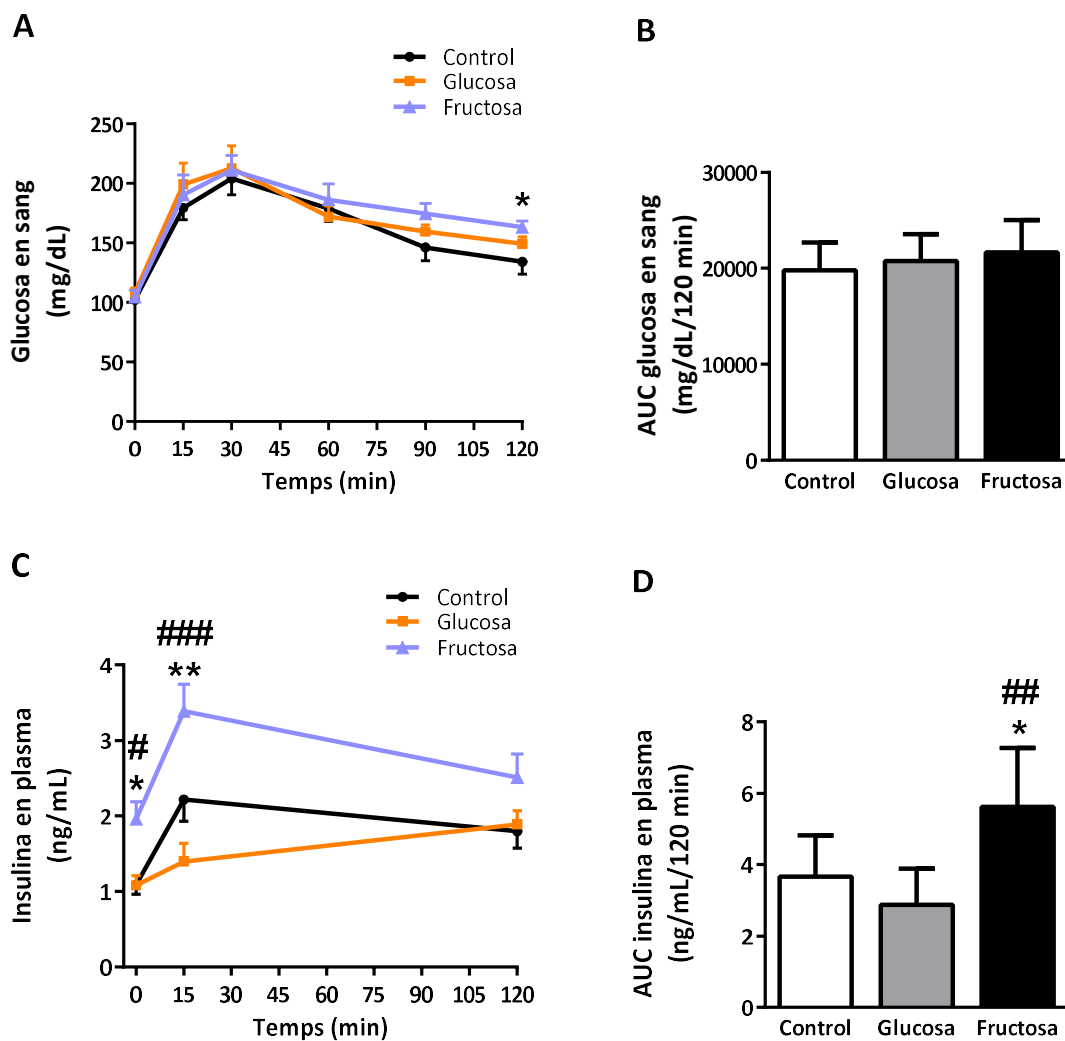 A
Control
Glucosa
Fructosa
Glucosa en sang
(mg/dL)
250
200
150
100
50
0
*
0 15 30 45 60 75 90 105 120
Temps (min)
B
AUC glucosa en sang
(mg/dL/120 min)
30000
20000
10000
0
Control Glucosa Fructosa
C
Control
Glucosa
Fructosa
Insulina en plasma
(ng/mL)
4
3
2
1
0
###
**
#
*
0 15 30 45 60 75 90 105 120
Temps (min)
D
AUC insulina en plasma
(ng/mL/120 min)
8
6
4
2
0
##
*
Control Glucosa Fructosa